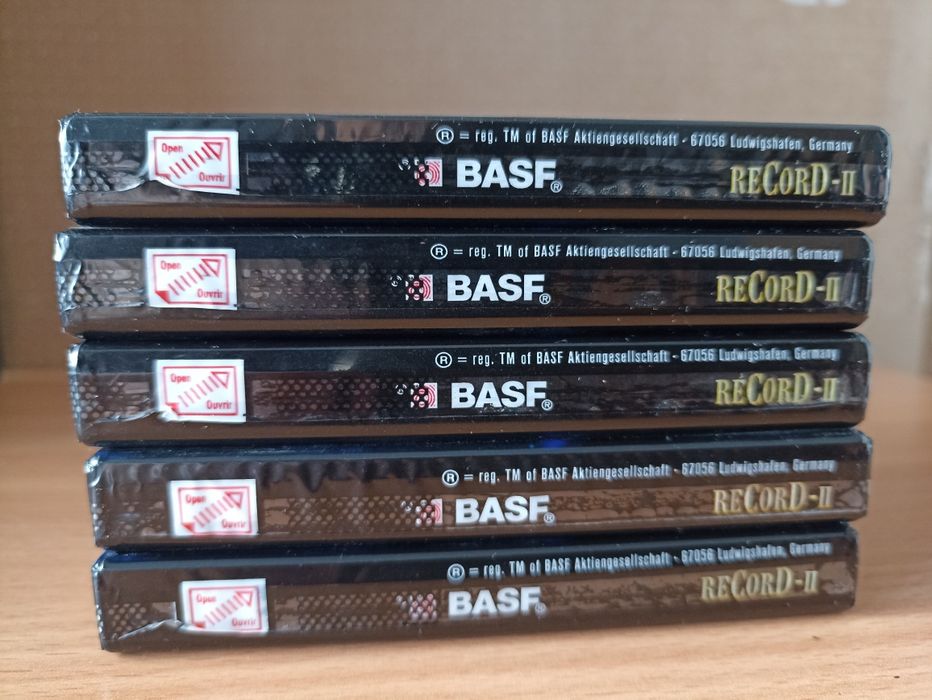 ® = reg. TM of BASF Aktiengesellschaft - 67056 Ludwigshafen, Germany
Open
Ouvrir
BASF®
RECORD-II
® = reg. TM of BASF Aktiengesellschaft - 67056 Ludwigshafen, Germany
Open
Ouvrir
BASF®
RECORD-II
® = reg. TM of BASF Aktiengesellschaft - 67056 Ludwigshafen, Germany
Open
Ouvrir
BASF®
RECORD-II
® = reg. TM of BASF Aktiengesellschaft - 67056 Ludwigshafen, Germany
Open
Ouvrir
BASF®
RECORD-II
® = reg. TM of BASF Aktiengesellschaft - 67056 Ludwigshafen, Germany
Open
Ouvrir
BASF®
RECORD-II